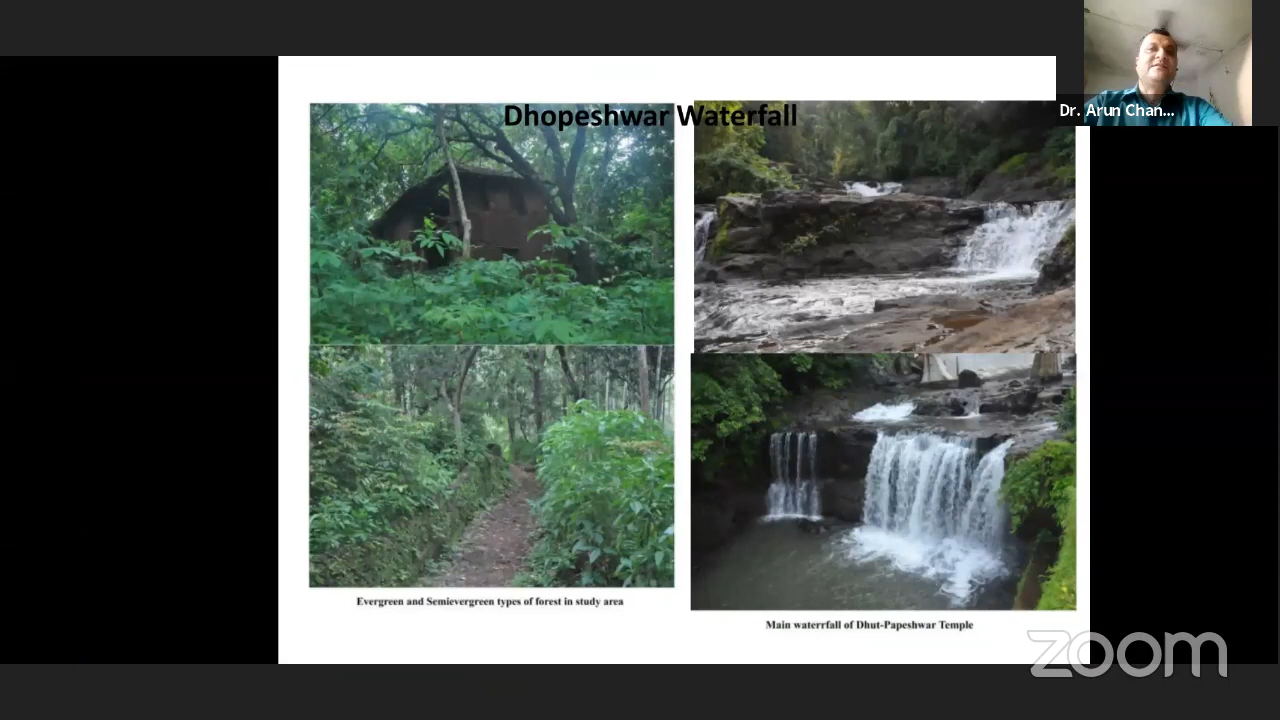 Dhopeshwar Waterfall
Dr. Arun Chan...
Evergreen and Semievergreen types of forest in study area
Main waterrfall of Dhut-Papeshwar Temple
zoom